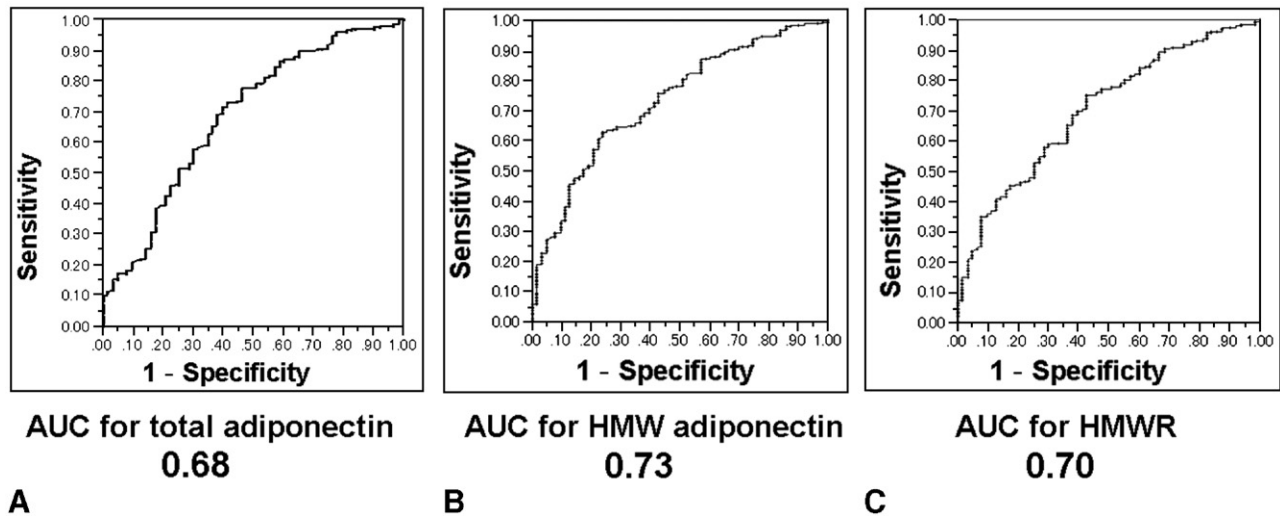 1.00
0.90
0.80
0.70
0.60
0.50
0.40
0.30
0.20
0.10
0.00
Sensitivity
.00 .10 .20 .30 .40 .50 .60 .70 .80 .90 1.00
1 - Specificity
AUC for total adiponectin
0.68
A
1.00
0.90
0.80
0.70
0.60
0.50
0.40
0.30
0.20
0.10
0.00
Sensitivity
.00 .10 .20 .30 .40 .50 .60 .70 .80 .90 1.00
1 - Specificity
AUC for HMW adiponectin
0.73
B
1.00
0.90
0.80
0.70
0.60
0.50
0.40
0.30
0.20
0.10
0.00
Sensitivity
.00 .10 .20 .30 .40 .50 .60 .70 .80 .90 1.00
1 - Specificity
AUC for HMWR
0.70
C